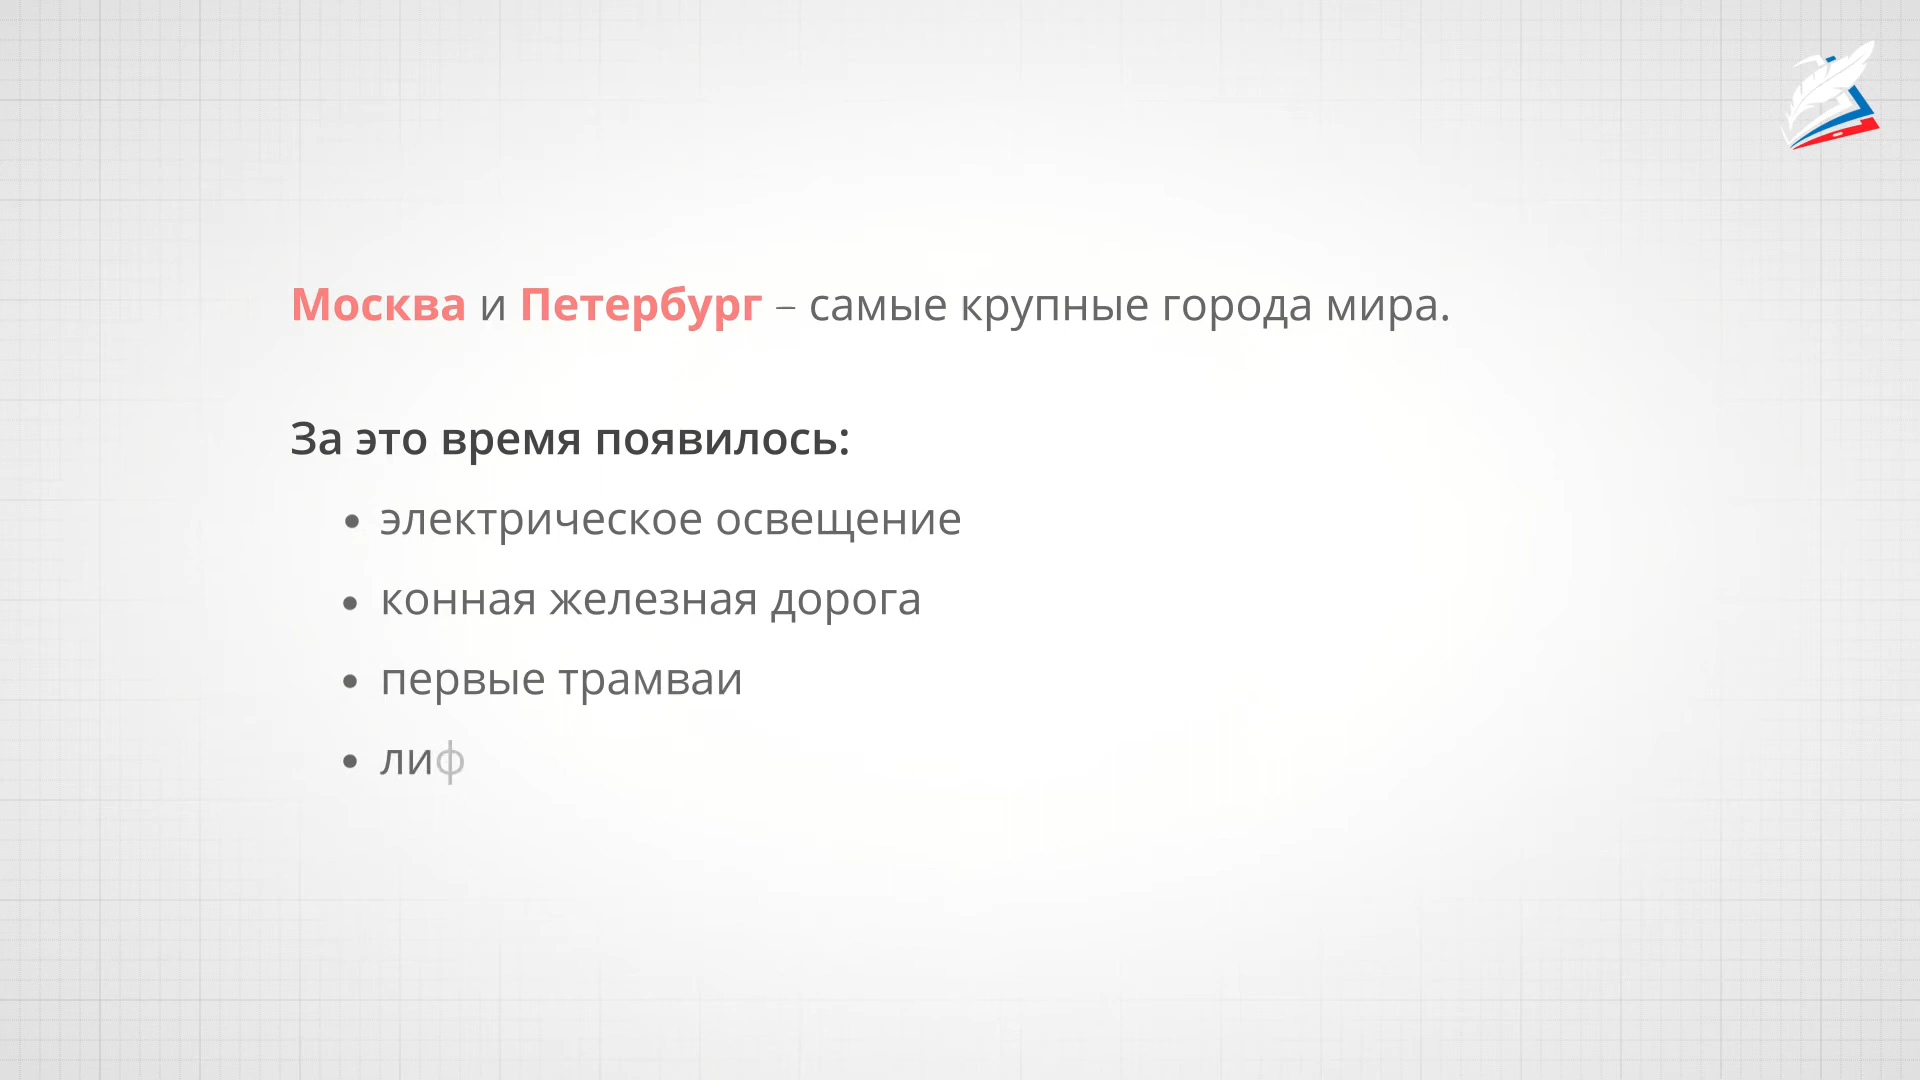 Москва и Петербург – самые крупные города мира.
За это время появилось:
• электрическое освещение
• конная железная дорога
• первые трамваи
• лиф